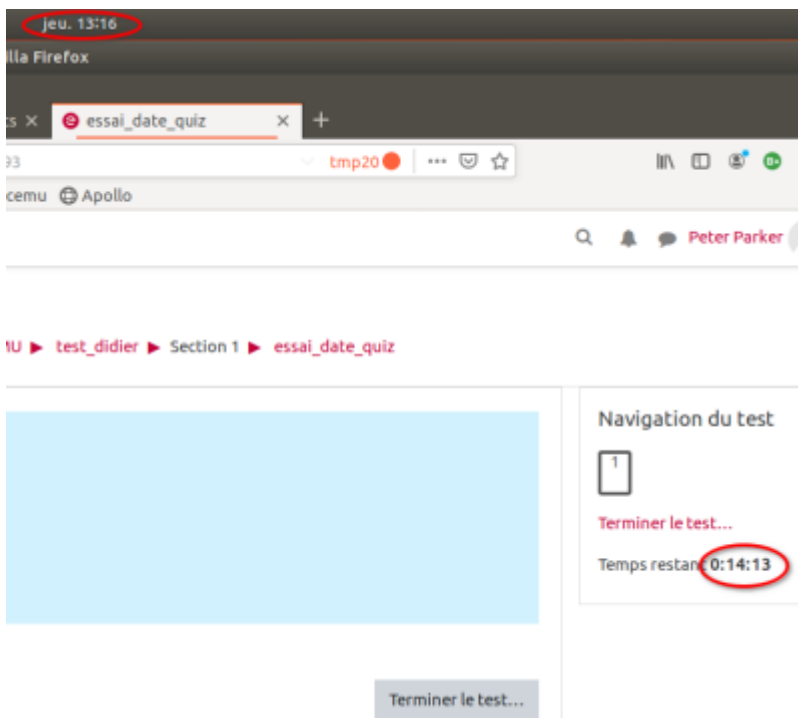 jeu. 13:16
illa Firefox
ts × essai_date_quiz × +
93 tmp20 ...
cemu Apollo
Peter Parker
MU ► test_didier ► Section 1 ► essai_date_quiz
Navigation du test
1
Terminer le test...
Temps restant 0:14:13
Terminer le test...